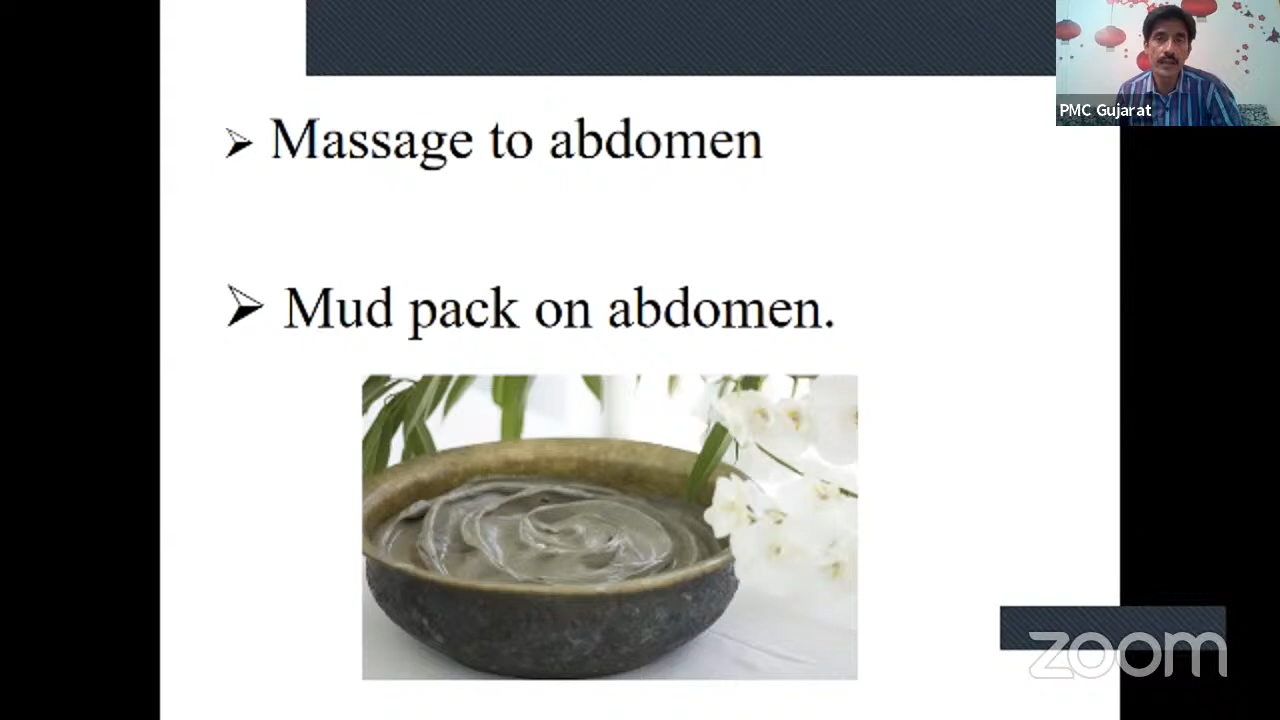 PMC Gujarat
➢ Massage to abdomen
➢ Mud pack on abdomen.
zoom